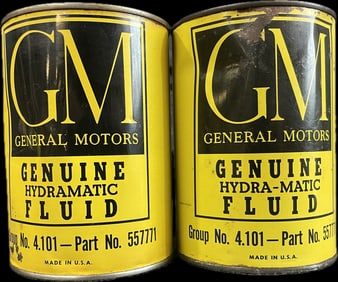 GM
GENERAL MOTORS
GENUINE
HYDRAMATIC
FLUID
Group No. 4.101 — Part No. 557771
MADE IN U.S.A.
GM
GENERAL MOTORS
GENUINE
HYDRA-MATIC
FLUID
Group No. 4.101 — Part No. 55777
MADE IN U.S.A.